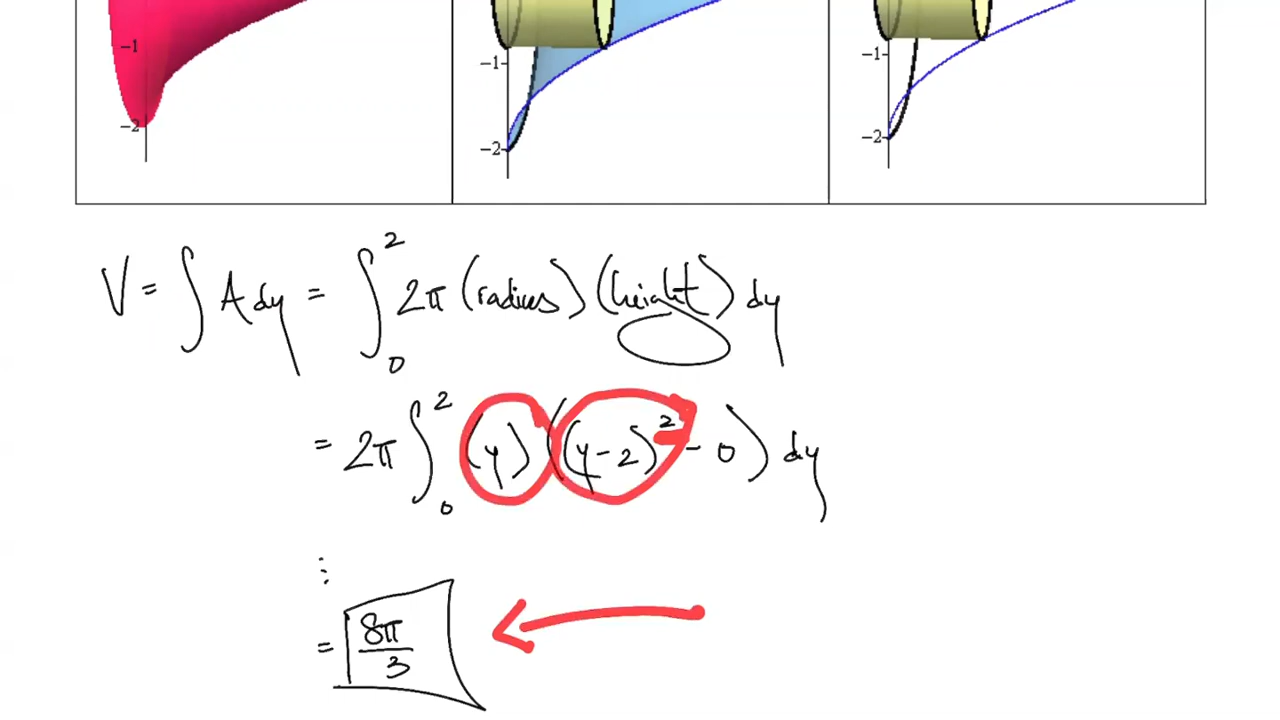 -1
-2
-1
-2
-1
-2
V = ∫ A dy = ∫₀² 2π (radius) (height) dy
= 2π ∫₀² (y) ((y-2)² - 0) dy
⋮
= 8π/3